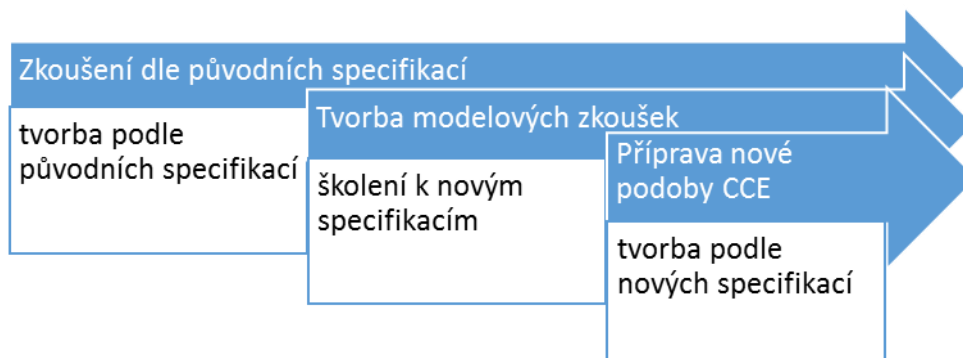 Zkoušení dle původních specifikací
tvorba podle
původních specifikací
Tvorba modelových zkoušek
školení k novým
specifikacím
Příprava nové
podoby CCE
tvorba podle
nových specifikací